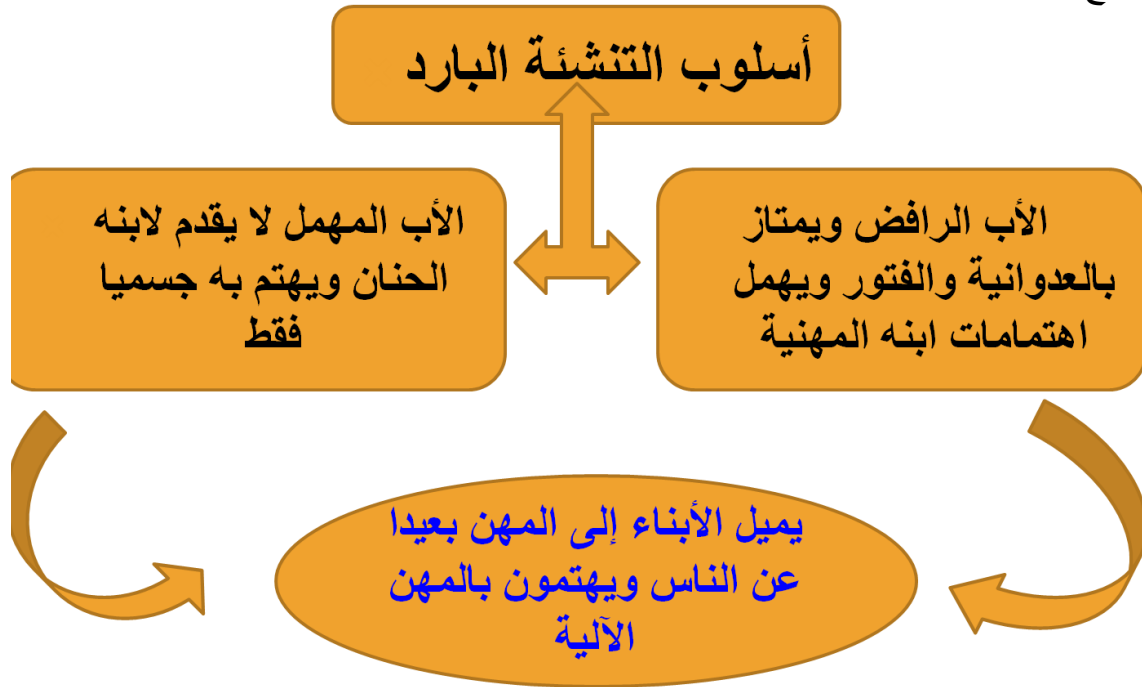 أسلوب التنشئة البارد
الأب الرافض ويمتاز
بالعدوانية والفتور ويهمل
اهتمامات ابنه المهنية
الأب المهمل لا يقدم لابنه
الحنان ويهتم به جسميا
فقط
يميل الأبناء إلى المهن بعيدا
عن الناس ويهتمون بالمهن
الآلية